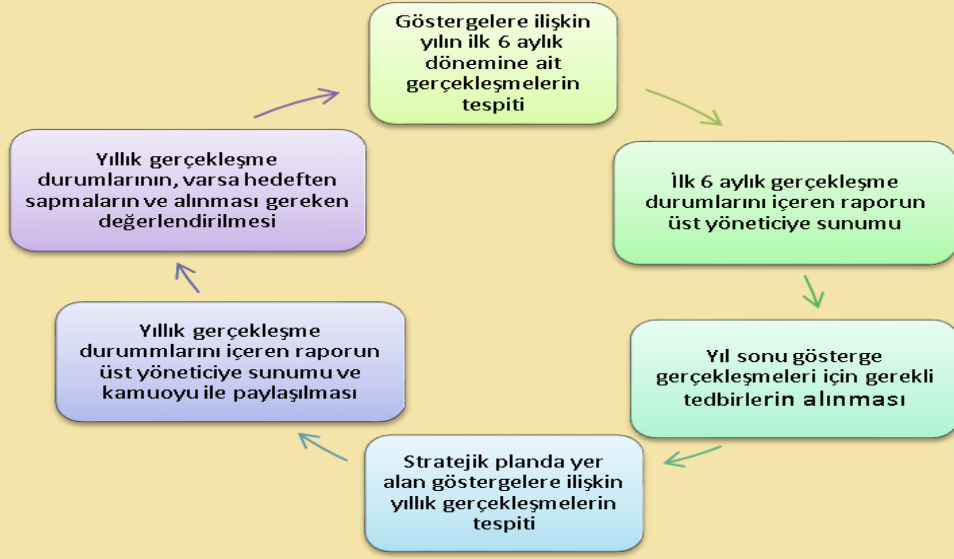 Göstergelere ilişkin
yılın ilk 6 aylık
dönemine ait
gerçekleşmelerin
tespiti
İlk 6 aylık gerçekleşme
durumlarını içeren raporun
üst yöneticiye sunumu
Yıl sonu gösterge
gerçekleşmeleri için gerekli
tedbirlerin alınması
Stratejik planda yer
alan göstergelere ilişkin
yıllık gerçekleşmelerin
tespiti
Yıllık gerçekleşme
durummlarını içeren raporun
üst yöneticiye sunumu ve
kamuoyu ile paylaşılması
Yıllık gerçekleşme
durumlarının, varsa hedeften
sapmaların ve alınması gereken
değerlendirilmesi